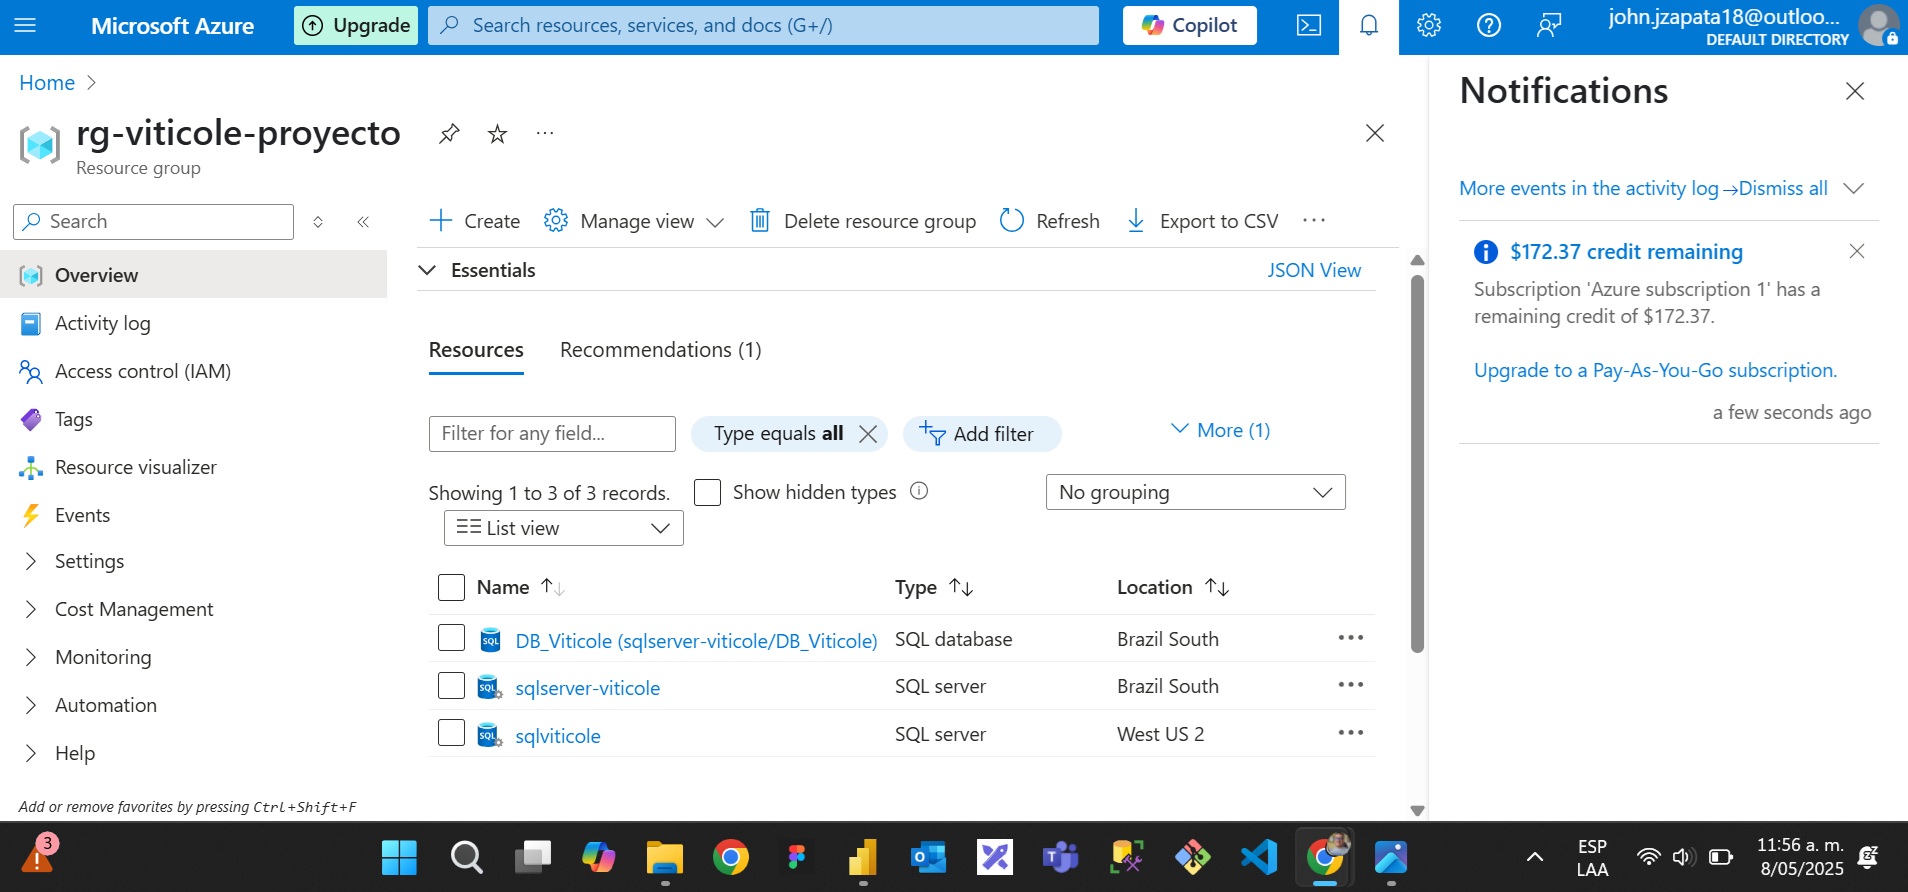 Microsoft Azure
Upgrade
Search resources, services, and docs (G+/)
Copilot
john.jzapata18@outloo...
DEFAULT DIRECTORY
Home
rg-viticole-proyecto
Resource group
Search
Overview
Activity log
Access control (IAM)
Tags
Resource visualizer
Events
Settings
Cost Management
Monitoring
Automation
Help
Add or remove favorites by pressing Ctrl+Shift+F
Create
Manage view
Delete resource group
Refresh
Export to CSV
Essentials
JSON View
Resources
Recommendations (1)
Filter for any field...
Type equals all
Add filter
More (1)
Showing 1 to 3 of 3 records.
Show hidden types
No grouping
List view
Name
Type
Location
DB_Viticole (sqlserver-viticole/DB_Viticole)
SQL database
Brazil South
sqlserver-viticole
SQL server
Brazil South
sqlviticole
SQL server
West US 2
Notifications
More events in the activity log→
Dismiss all
$172.37 credit remaining
Subscription 'Azure subscription 1' has a
remaining credit of $172.37.
Upgrade to a Pay-As-You-Go subscription.
a few seconds ago
3
ESP
LAA
11:56 a. m.
8/05/2025